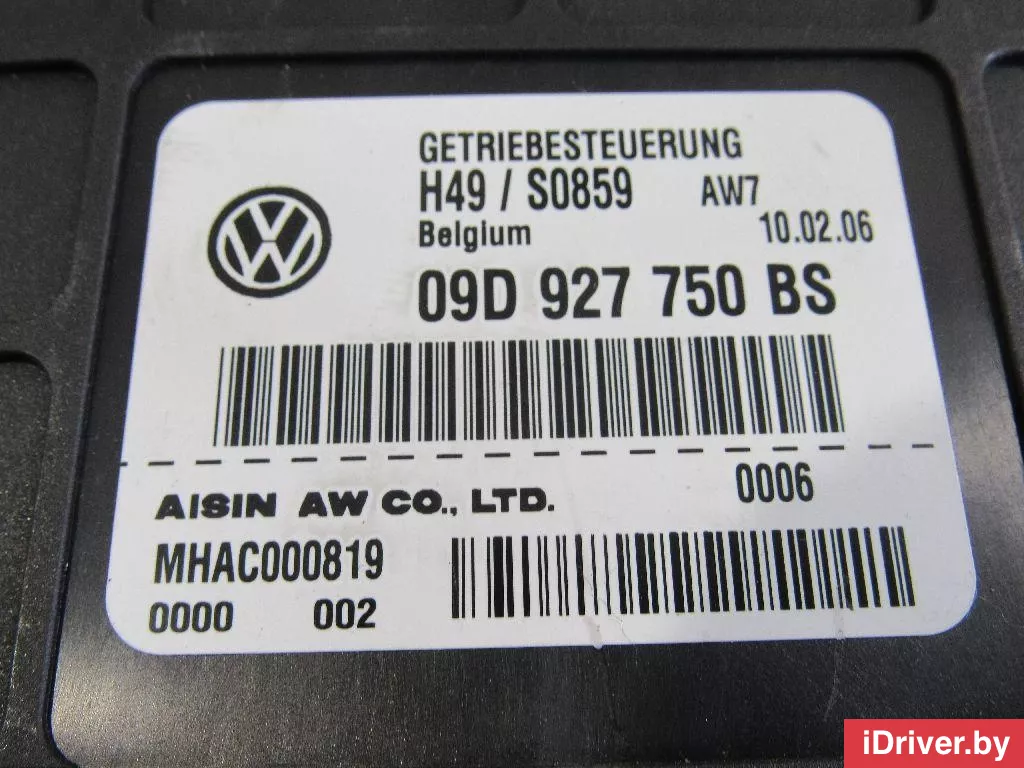 GETRIEBESTEUERUNG
H49 / S0859 AW7
Belgium 10.02.06
09D 927 750 BS
0006
AISIN AW CO., LTD.
MHAC000819
0000 002
iDriver.by